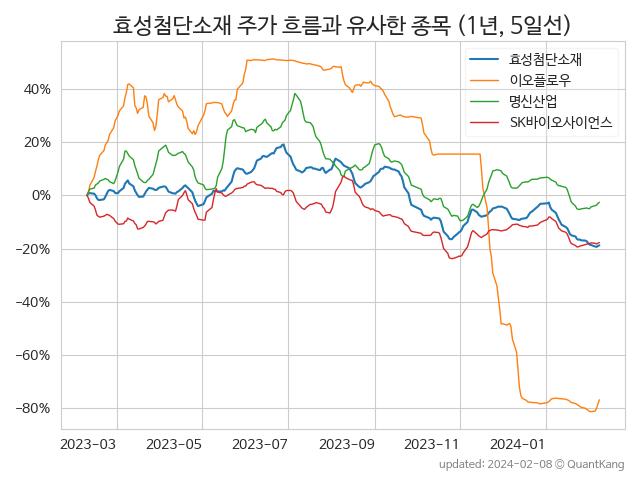 효성첨단소재 주가 흐름과 유사한 종목 (1년, 5일선)
효성첨단소재
이오플로우
명신산업
SK바이오사이언스
40%
20%
0%
−20%
−40%
−60%
−80%
2023-03 2023-05 2023-07 2023-09 2023-11 2024-01
updated: 2024-02-08 © QuantKang